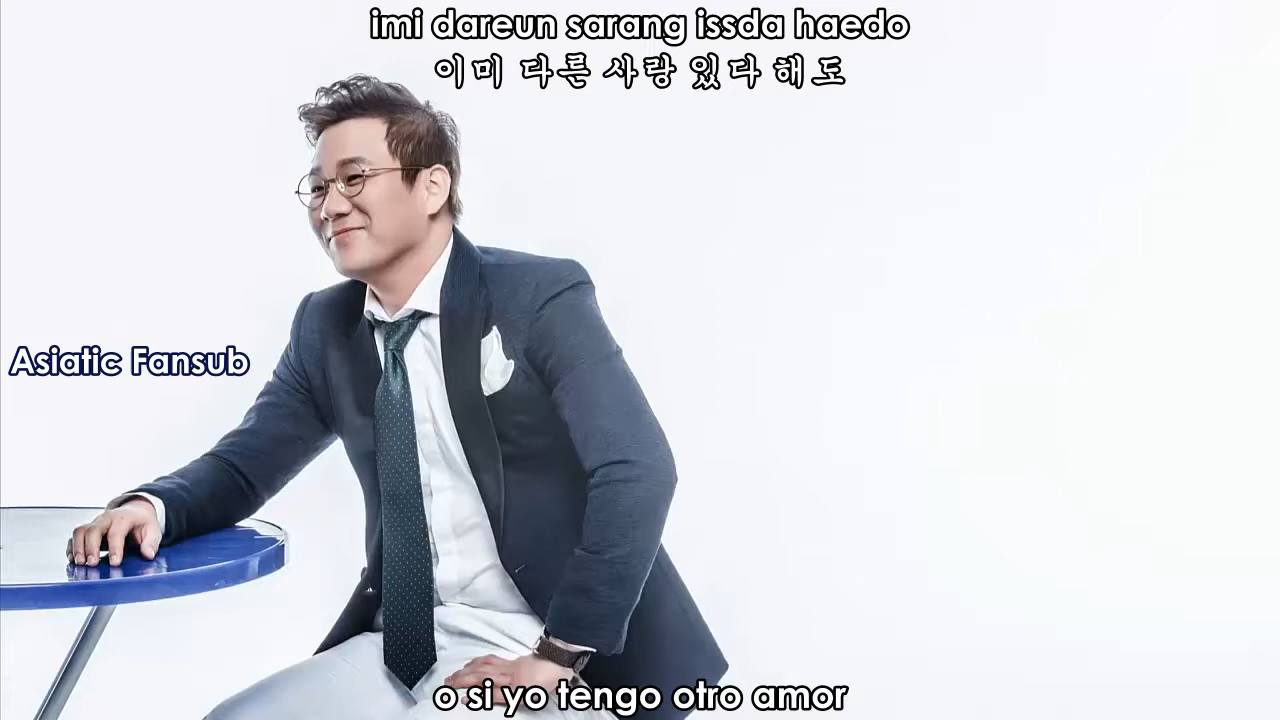 imi dareun sarang issda haedo
이미 다른 사랑 있다 해도
Asiatic Fansub
o si yo tengo otro amor